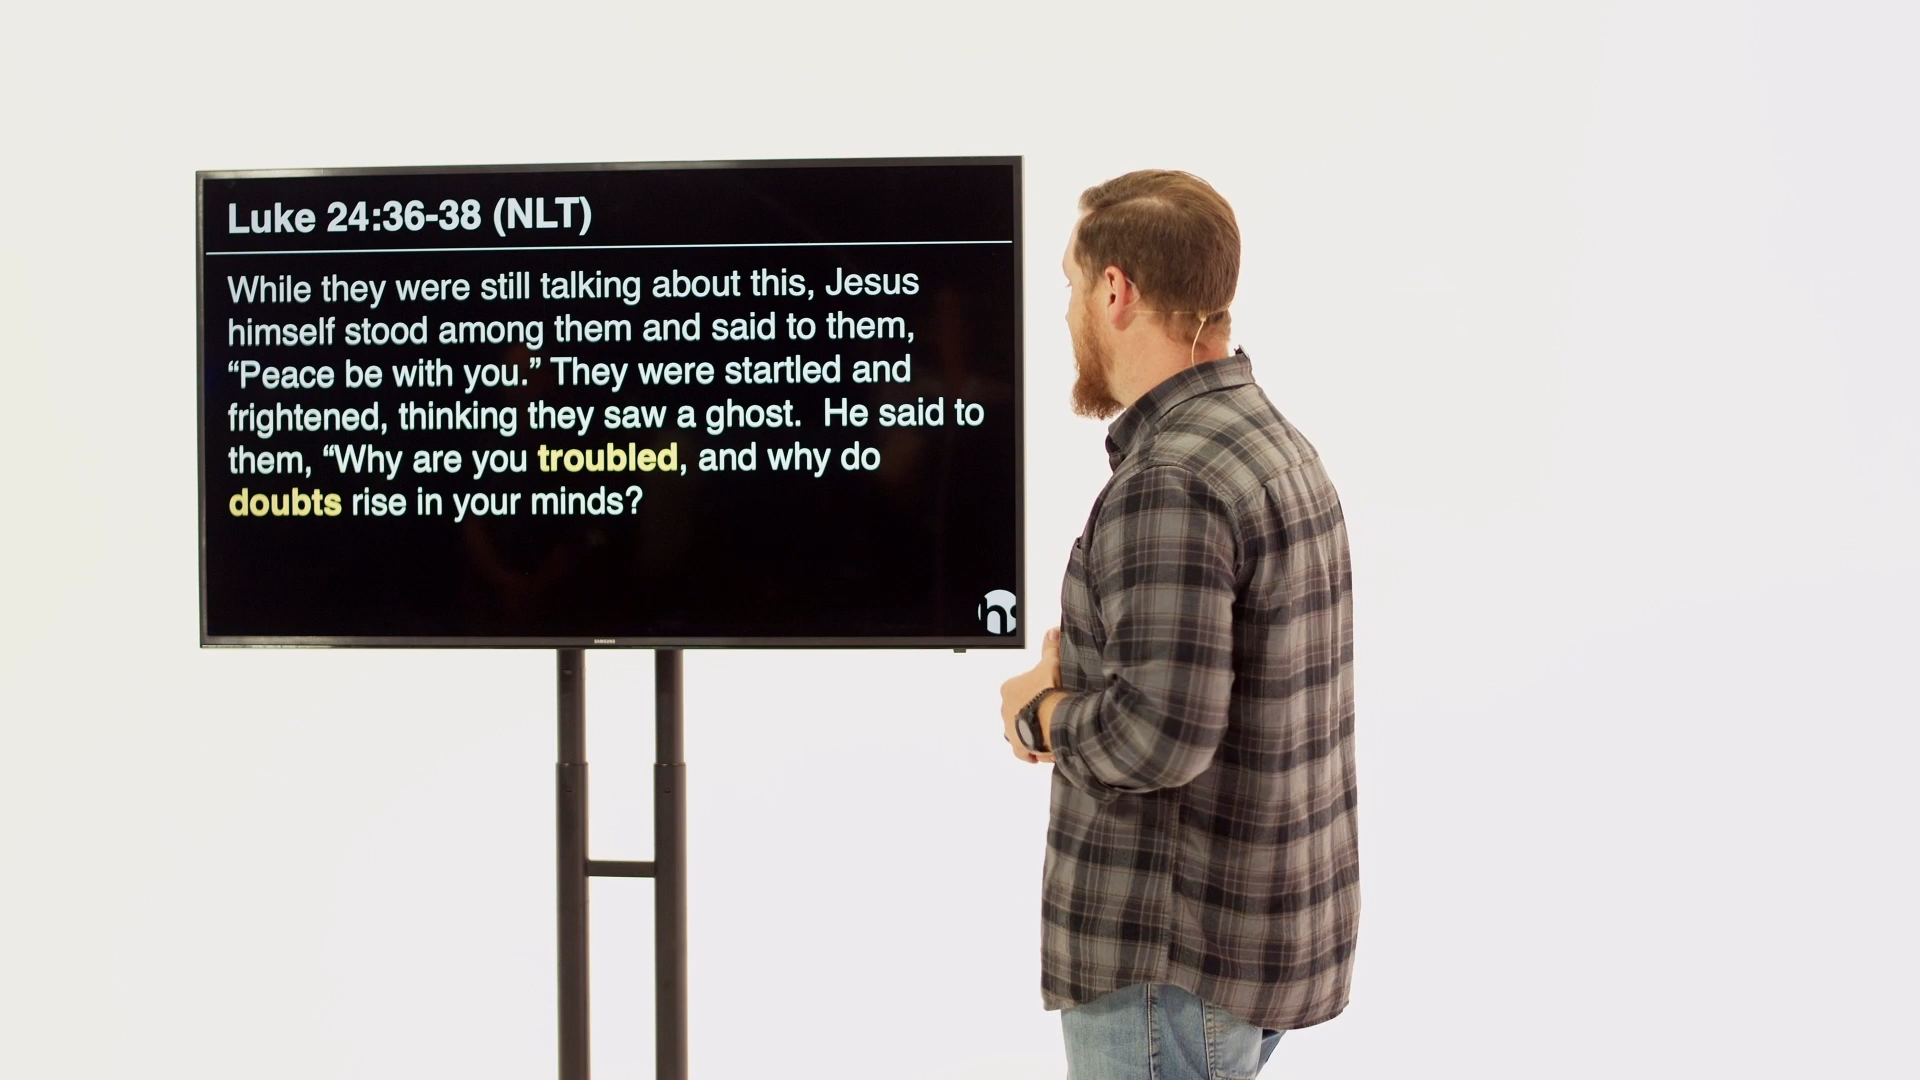 Luke 24:36-38 (NLT)
While they were still talking about this, Jesus
himself stood among them and said to them,
“Peace be with you.” They were startled and
frightened, thinking they saw a ghost.  He said to
them, “Why are you troubled, and why do
doubts rise in your minds?
h
SAMSUNG